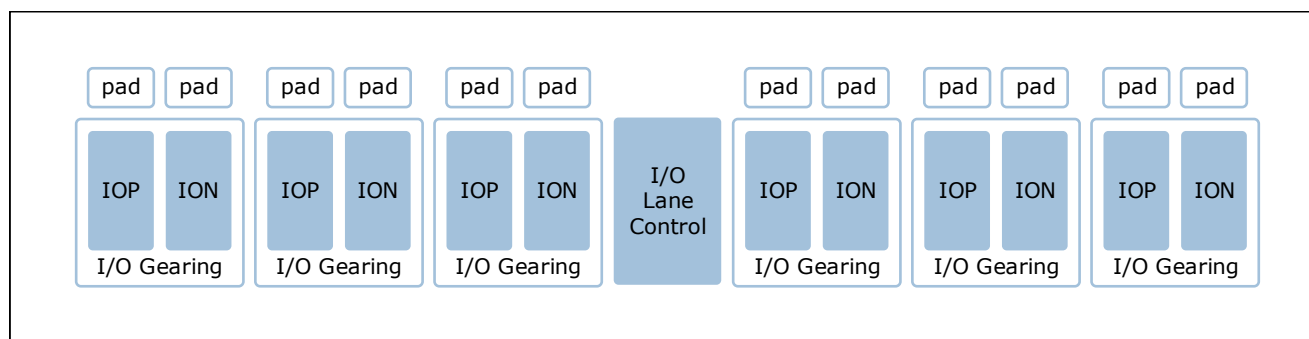 pad pad pad pad pad pad pad pad pad pad pad pad
IOP ION IOP ION IOP ION I/O Lane Control IOP ION IOP ION IOP ION
I/O Gearing I/O Gearing I/O Gearing I/O Gearing I/O Gearing I/O Gearing